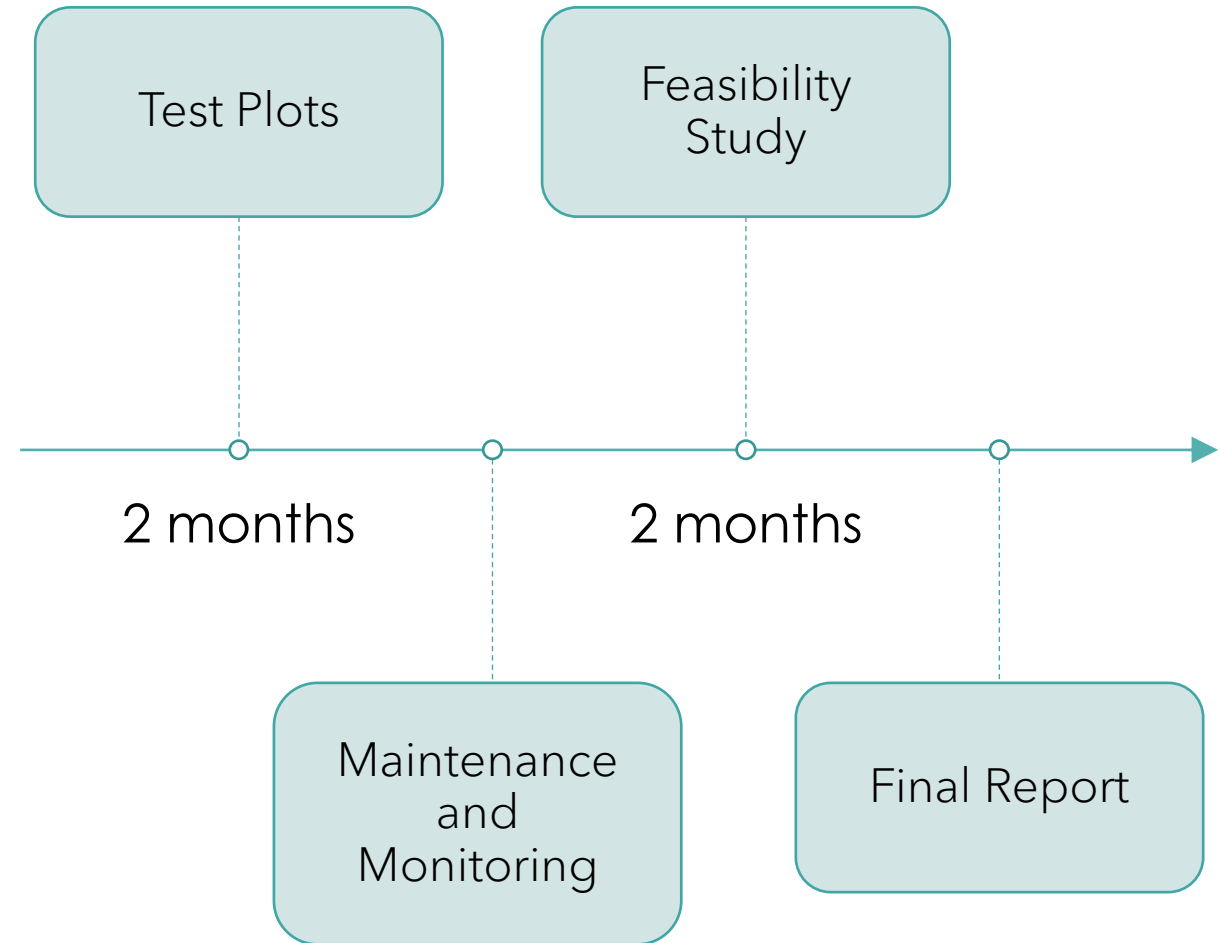 Test Plots
Feasibility
Study
2 months
2 months
Maintenance
and
Monitoring
Final Report